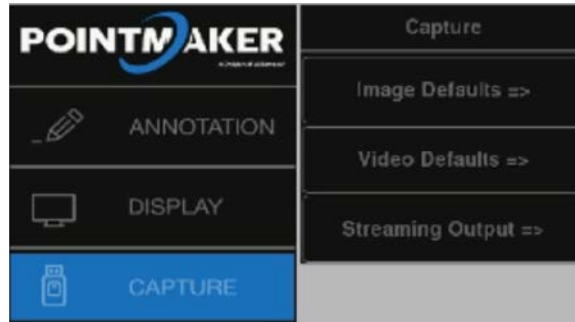 POINTMAKER
ANNOTATION
DISPLAY
CAPTURE
Capture
Image Defaults =>
Video Defaults =>
Streaming Output =>